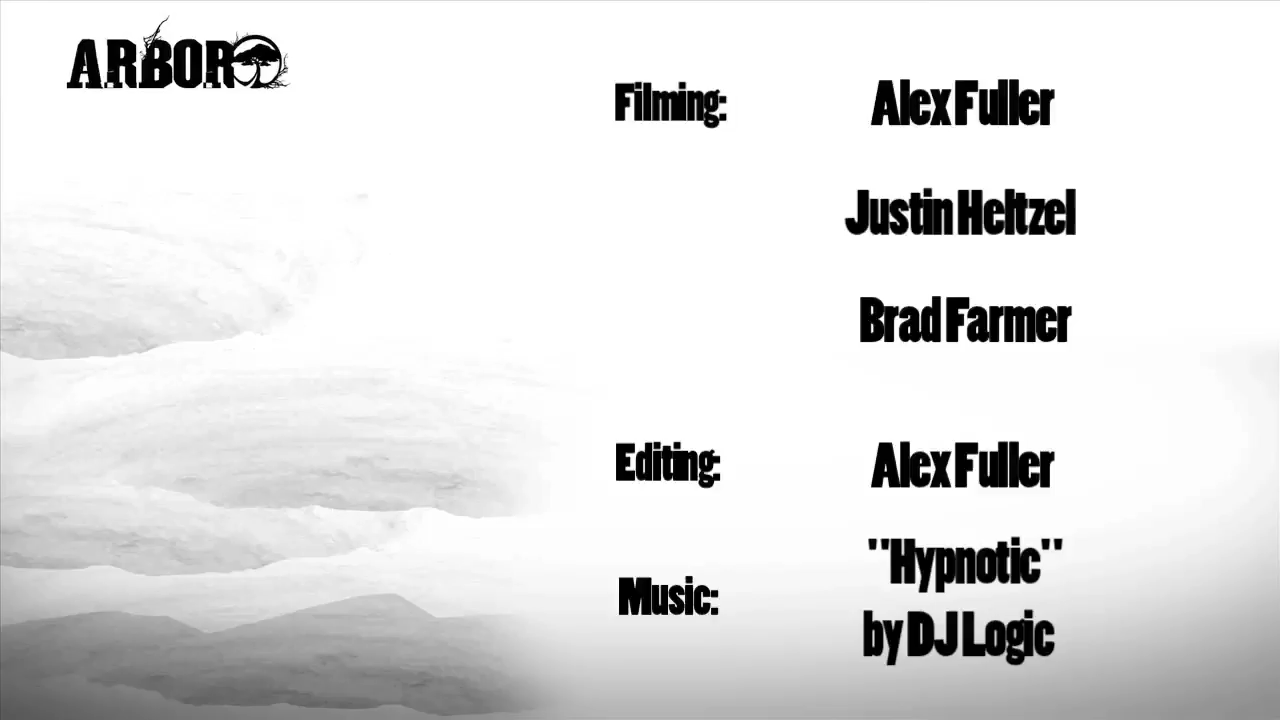 ARBOR
Filming: Alex Fuller
Justin Heltzel
Brad Farmer
Editing: Alex Fuller
"Hypnotic"
Music:
by DJ Logic